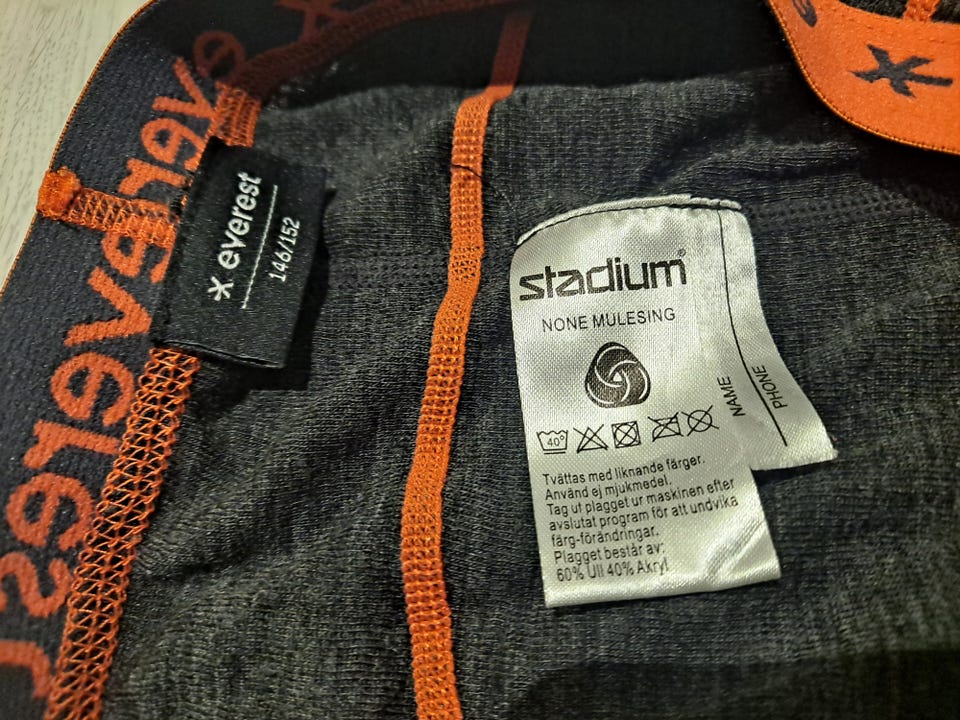 everest
everest
146/152
stadium
NONE MULESING
NAME
PHONE
40°
Tvättas med liknande färger.
Använd ej mjukmedel.
Tag ut plagget ur maskinen efter
avslutat program för att undvika
färg-förändringar.
Plagget består av:
60% Ull 40% Akryl